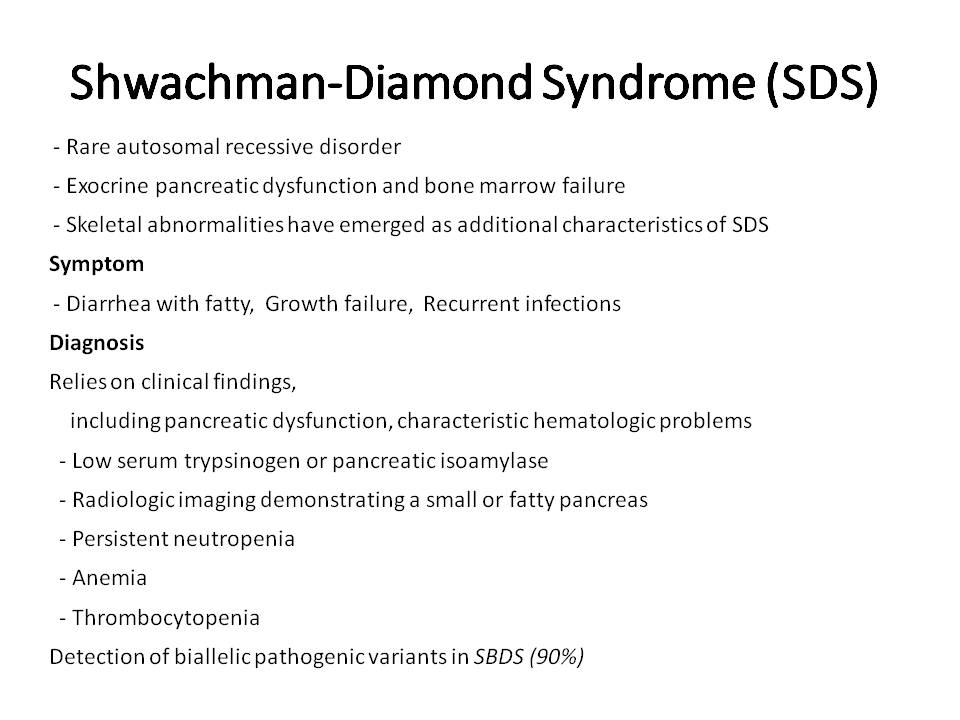 Shwachman-Diamond Syndrome (SDS)
- Rare autosomal recessive disorder
- Exocrine pancreatic dysfunction and bone marrow failure
- Skeletal abnormalities have emerged as additional characteristics of SDS
Symptom
- Diarrhea with fatty, Growth failure, Recurrent infections
Diagnosis
Relies on clinical findings,
including pancreatic dysfunction, characteristic hematologic problems
- Low serum trypsinogen or pancreatic isoamylase
- Radiologic imaging demonstrating a small or fatty pancreas
- Persistent neutropenia
- Anemia
- Thrombocytopenia
Detection of biallelic pathogenic variants in SBDS (90%)